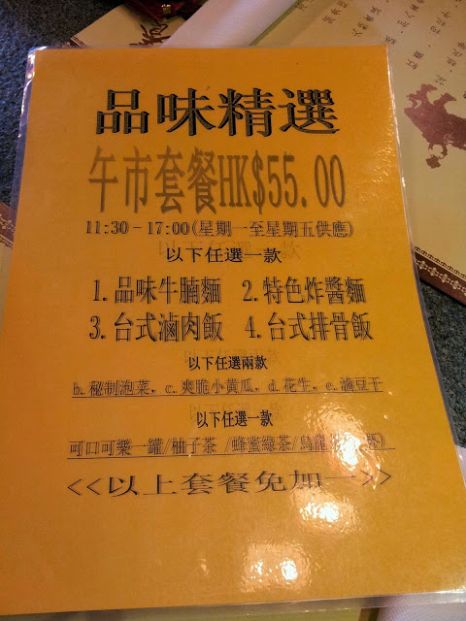 品味精選
午市套餐HK$55.00
11:30-17:00(星期一至星期五供應)
以下任選一款
1.品味牛腩麵 2.特色炸醬麵
3.台式滷肉飯 4.台式排骨飯
以下任選兩款
b.秘制泡菜，c.爽脆小黄瓜，d.花生，e.滷豆干
以下任選一款
可口可樂一罐/柚子茶/蜂蜜綠茶/烏龍
<<以上套餐免加一>>